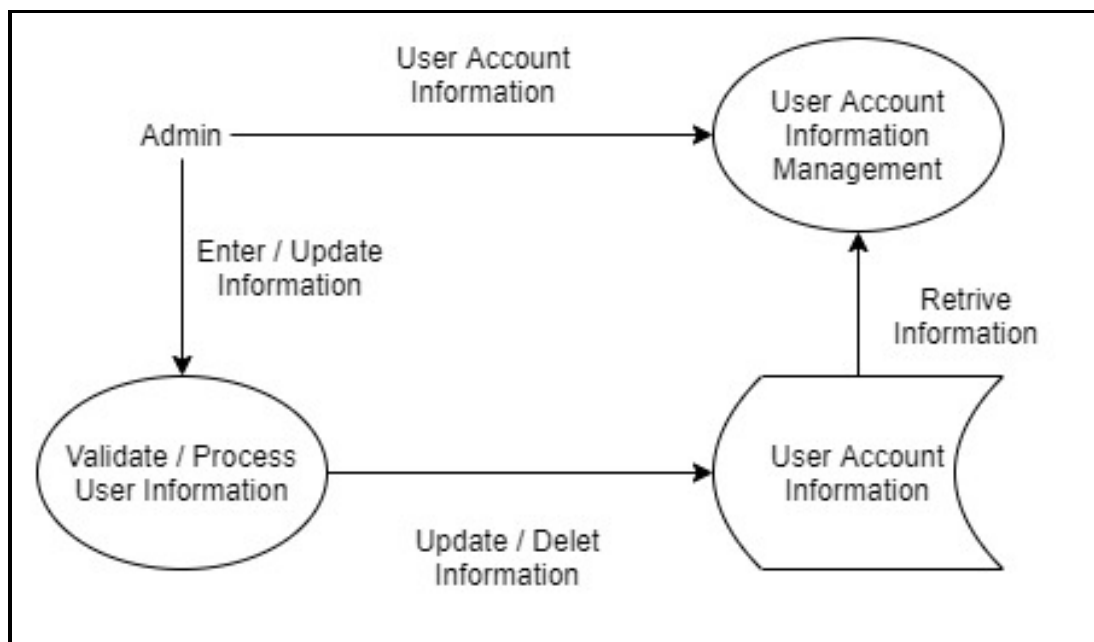 User Account
Information
User Account
Information
Management
Admin
Enter / Update
Information
Retrive
Information
Validate / Process
User Information
User Account
Information
Update / Delet
Information